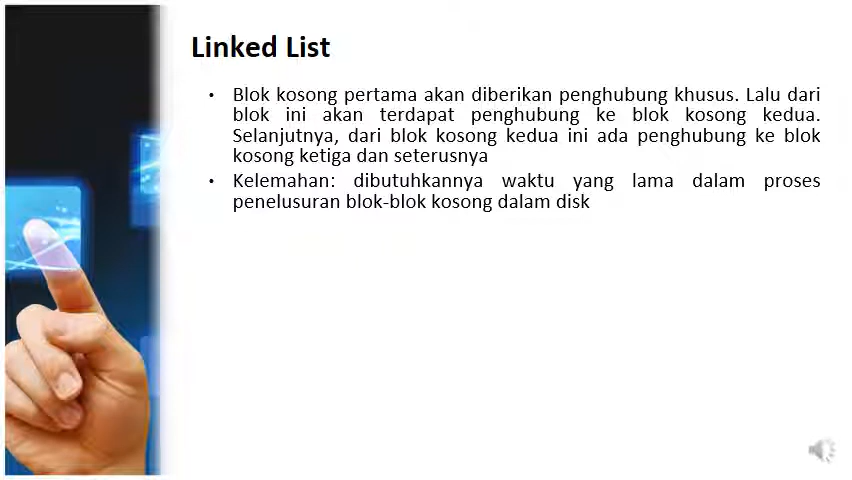 Linked List
• Blok kosong pertama akan diberikan penghubung khusus. Lalu dari
blok ini akan terdapat penghubung ke blok kosong kedua.
Selanjutnya, dari blok kosong kedua ini ada penghubung ke blok
kosong ketiga dan seterusnya
• Kelemahan: dibutuhkannya waktu yang lama dalam proses
penelusuran blok-blok kosong dalam disk